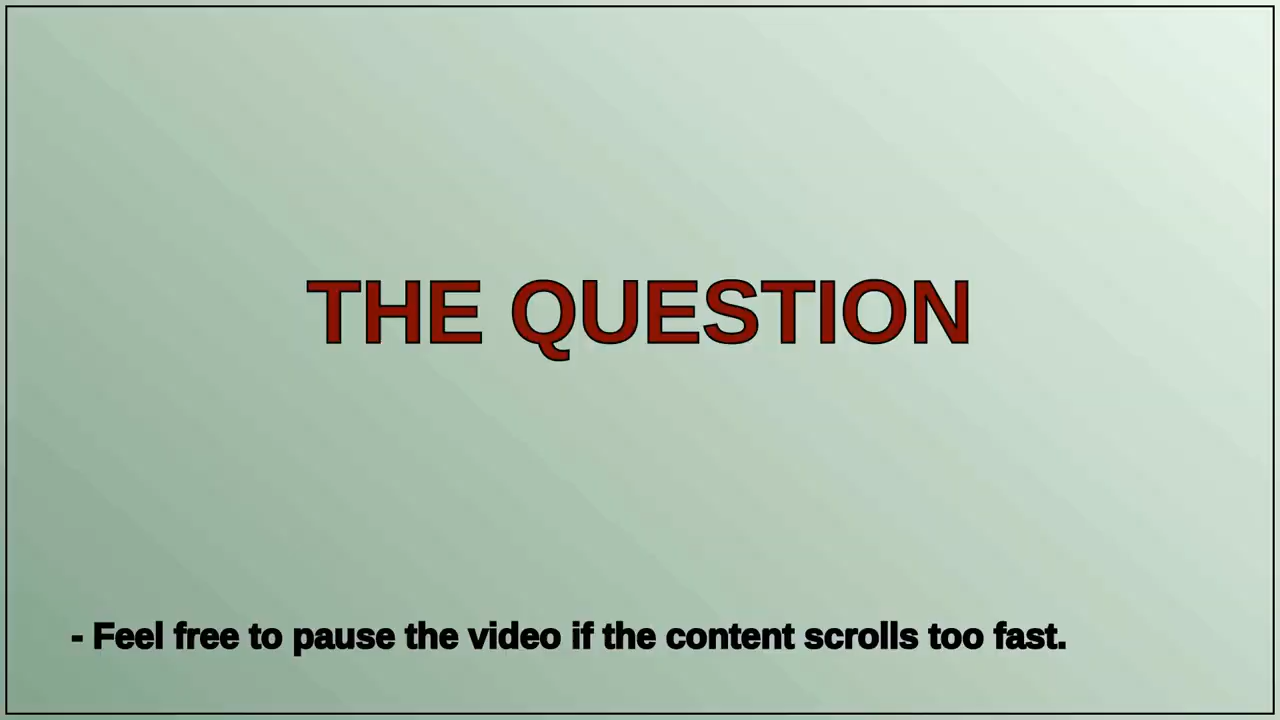 THE QUESTION
- Feel free to pause the video if the content scrolls too fast.